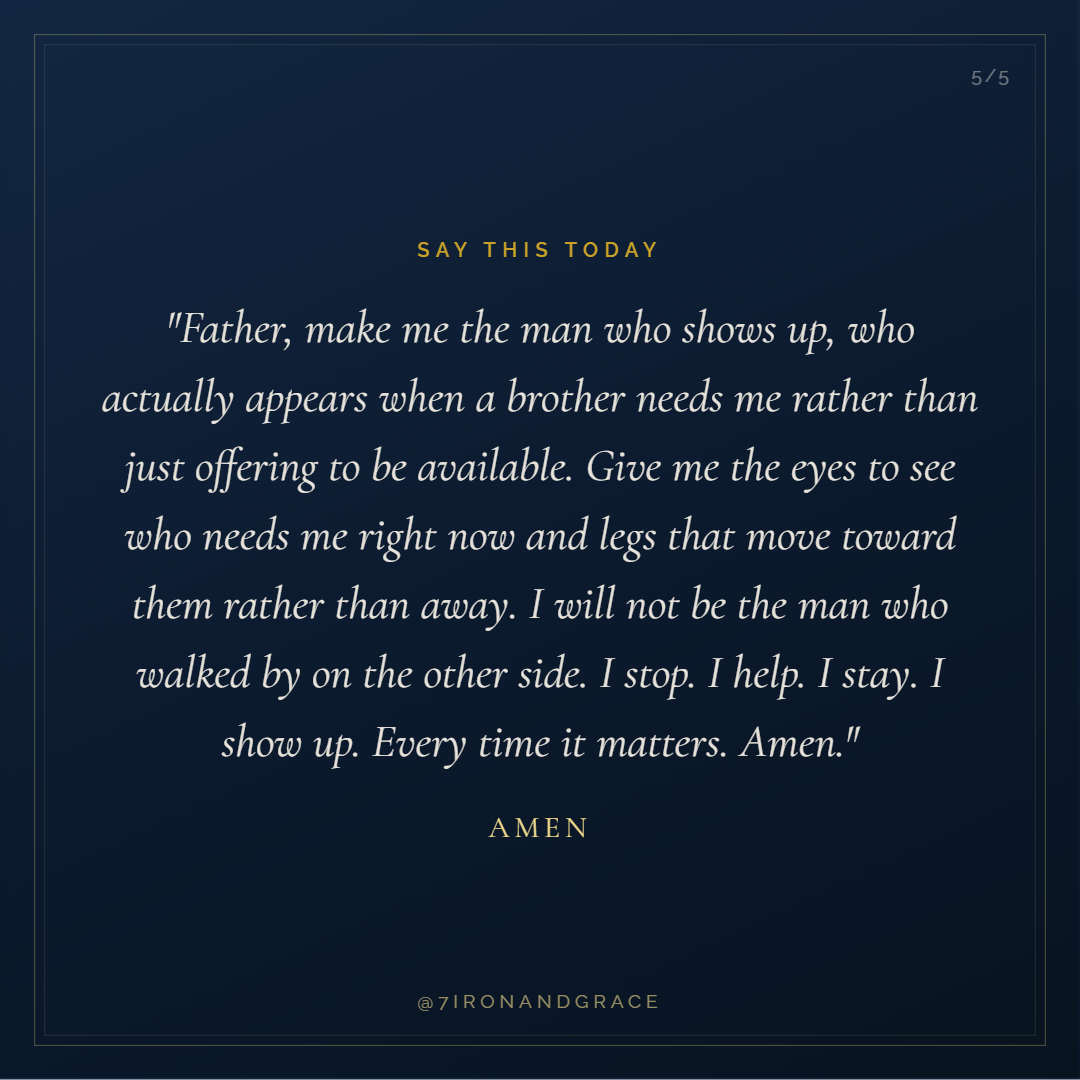 5/5
SAY THIS TODAY
"Father, make me the man who shows up, who
actually appears when a brother needs me rather than
just offering to be available. Give me the eyes to see
who needs me right now and legs that move toward
them rather than away. I will not be the man who
walked by on the other side. I stop. I help. I stay. I
show up. Every time it matters. Amen."
AMEN
@7IRONANDGRACE